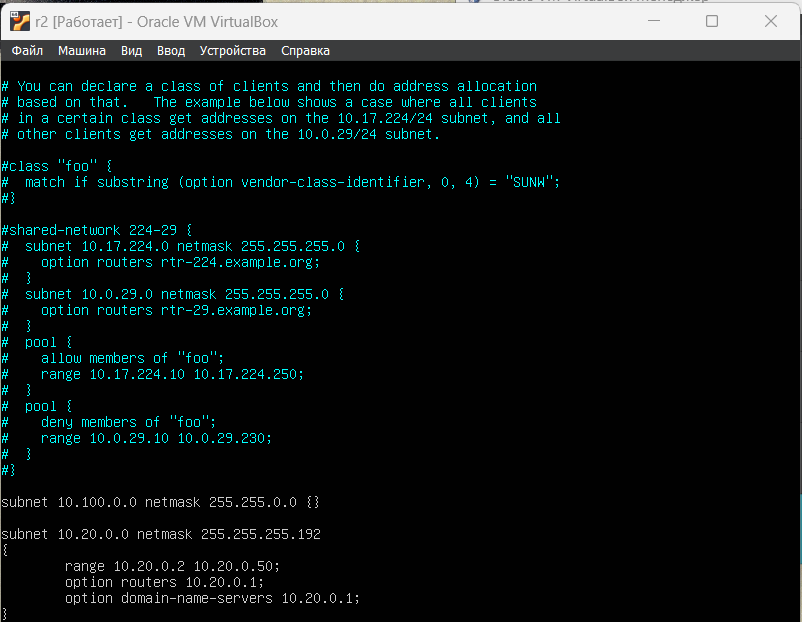 r2 [Работает] - Oracle VM VirtualBox
Файл Машина Вид Ввод Устройства Справка
# You can declare a class of clients and then do address allocation
# based on that.   The example below shows a case where all clients
# in a certain class get addresses on the 10.17.224/24 subnet, and all
# other clients get addresses on the 10.0.29/24 subnet.
#class "foo" {
#  match if substring (option vendor-class-identifier, 0, 4) = "SUNW";
#}
#shared-network 224-29 {
#  subnet 10.17.224.0 netmask 255.255.255.0 {
#    option routers rtr-224.example.org;
#  }
#  subnet 10.0.29.0 netmask 255.255.255.0 {
#    option routers rtr-29.example.org;
#  }
#  pool {
#    allow members of "foo";
#    range 10.17.224.10 10.17.224.250;
#  }
#  pool {
#    deny members of "foo";
#    range 10.0.29.10 10.0.29.230;
#  }
#}
subnet 10.100.0.0 netmask 255.255.0.0 {}
subnet 10.20.0.0 netmask 255.255.255.192
{
        range 10.20.0.2 10.20.0.50;
        option routers 10.20.0.1;
        option domain-name-servers 10.20.0.1;
}